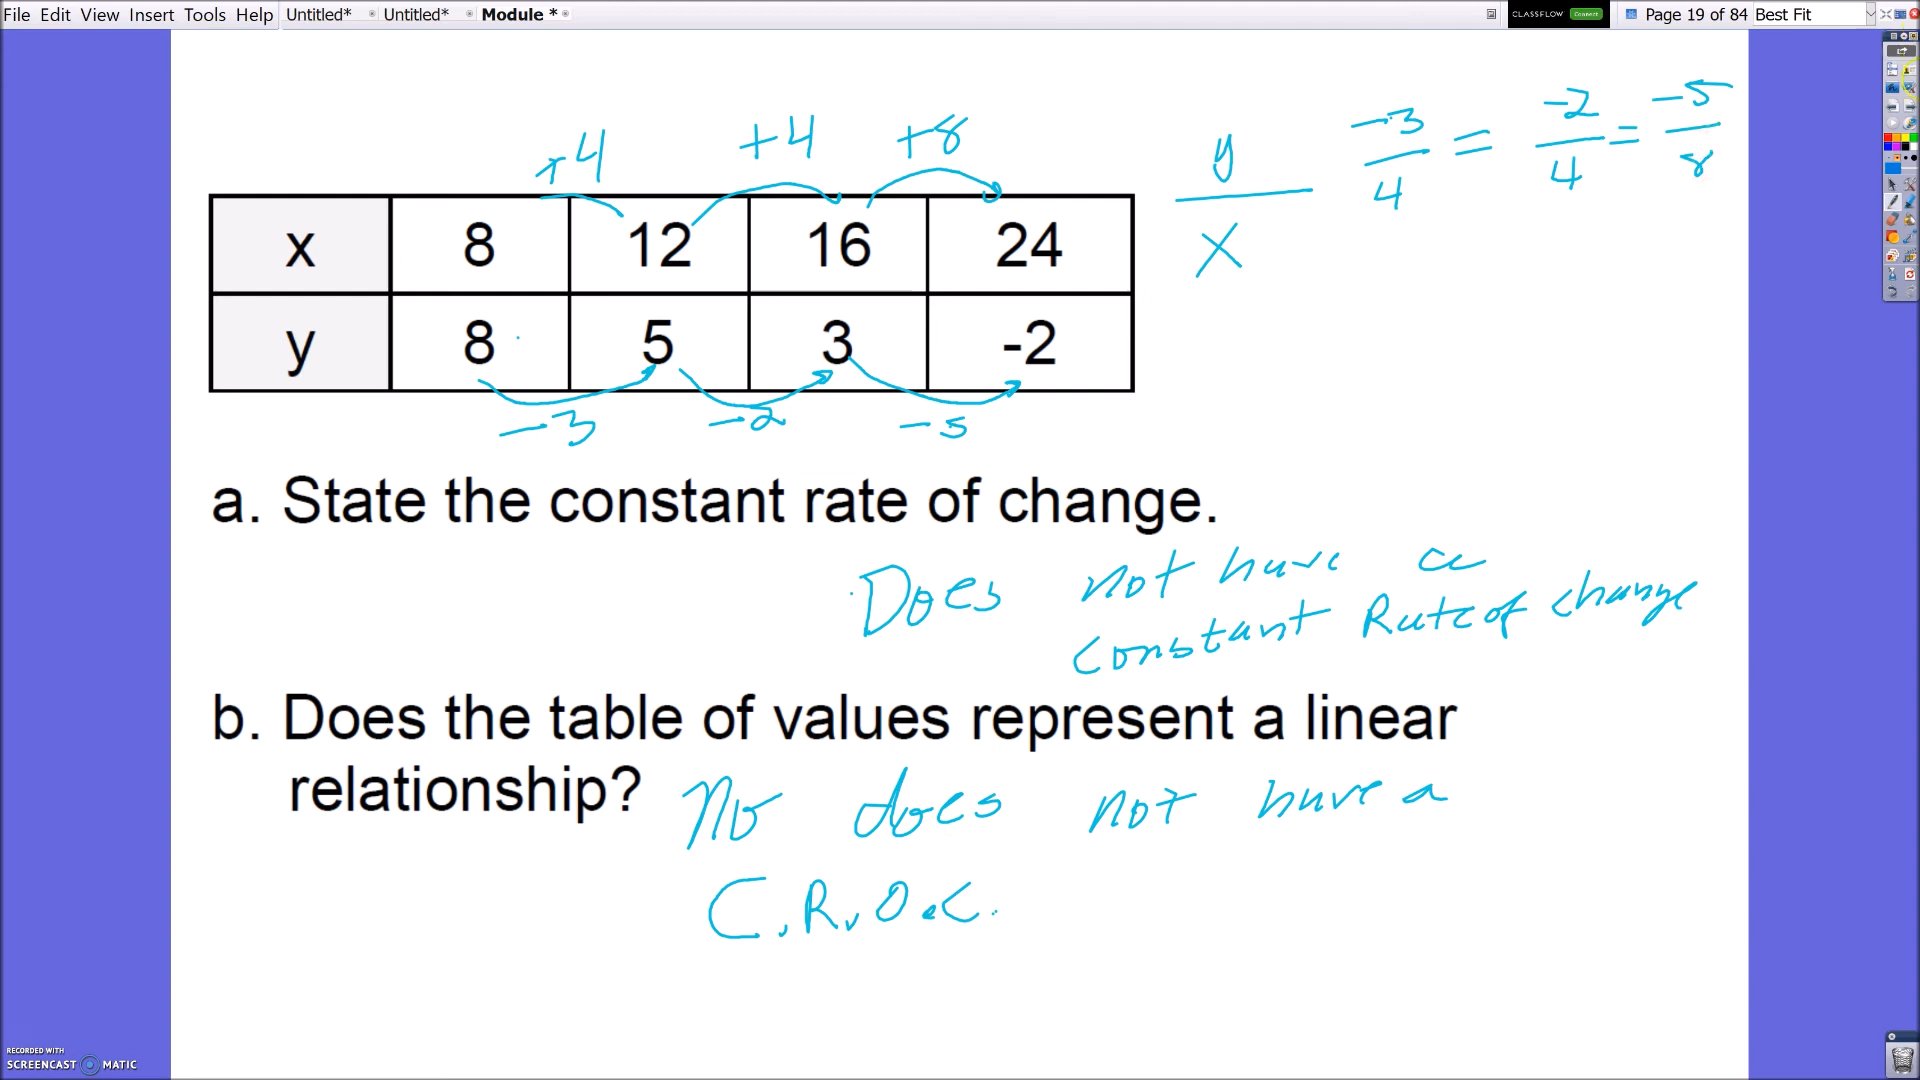 File Edit View Insert Tools Help Untitled* Untitled* Module * CLASSFLOW Connect Page 19 of 84 Best Fit
+4 +4 +8
y/x -3/4 = -2/4 = -5/8
x 8 12 16 24
y 8 5 3 -2
-3 -2 -5
a. State the constant rate of change.
Does not have a
constant Rate of change
b. Does the table of values represent a linear
relationship? No does not have a
C.R.O.C.
RECORDED WITH
SCREENCAST MATIC